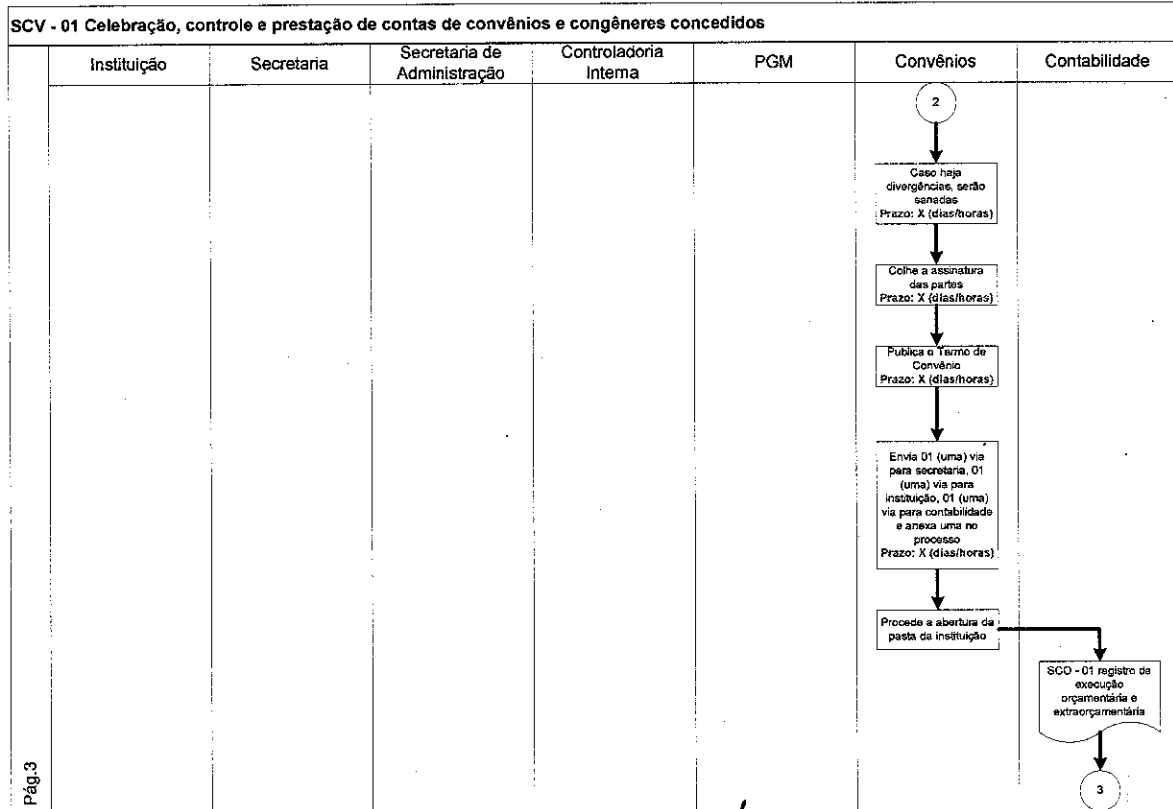 SCV - 01 Celebração, controle e prestação de contas de convênios e congêneres concedidos
Instituição
Secretaria
Secretaria de
Administração
Controladoria
Interna
PGM
Convênios
Contabilidade
2
Caso haja
divergências, serão
sanadas
Prazo: X (dias/horas)
Colhe a assinatura
das partes
Prazo: X (dias/horas)
Publica o Termo de
Convênio
Prazo: X (dias/horas)
Envia 01 (uma) via
para secretaria, 01
(uma) via para
instituição, 01 (uma)
via para contabilidade
e anexa uma no
processo
Prazo: X (dias/horas)
Procede a abertura da
pasta da instituição
SCO - 01 registro da
execução
orçamentária e
extraorçamentária
3
Pág.3